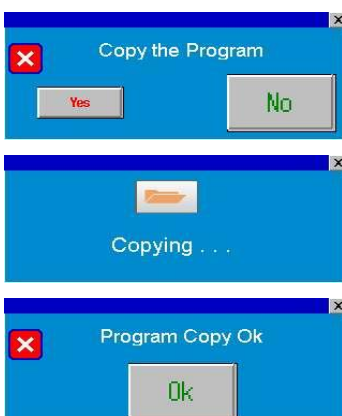 Copy the Program
Yes No
Copying . . .
Program Copy Ok
Ok